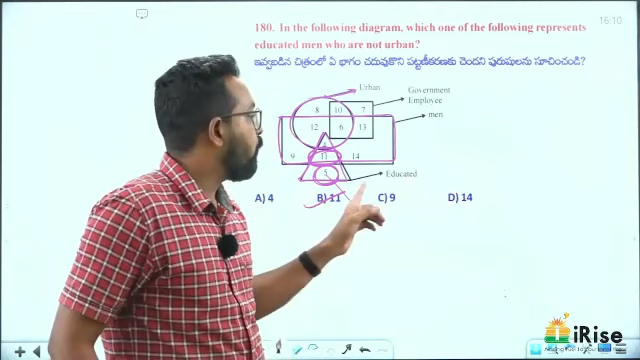 16:10
180. In the following diagram, which one of the following represents
educated men who are not urban?
ఇవ్వబడిన చిత్రంలో ఏ భాగం చదువుకొని పట్టణీకరణకు చెందని పురుషులను సూచించండి?
Urban
Government
Employee
8 10 7
men
12 6 13
4
9 11 14
5
Educated
A) 4 B) 11 C) 9 D) 14
iRise